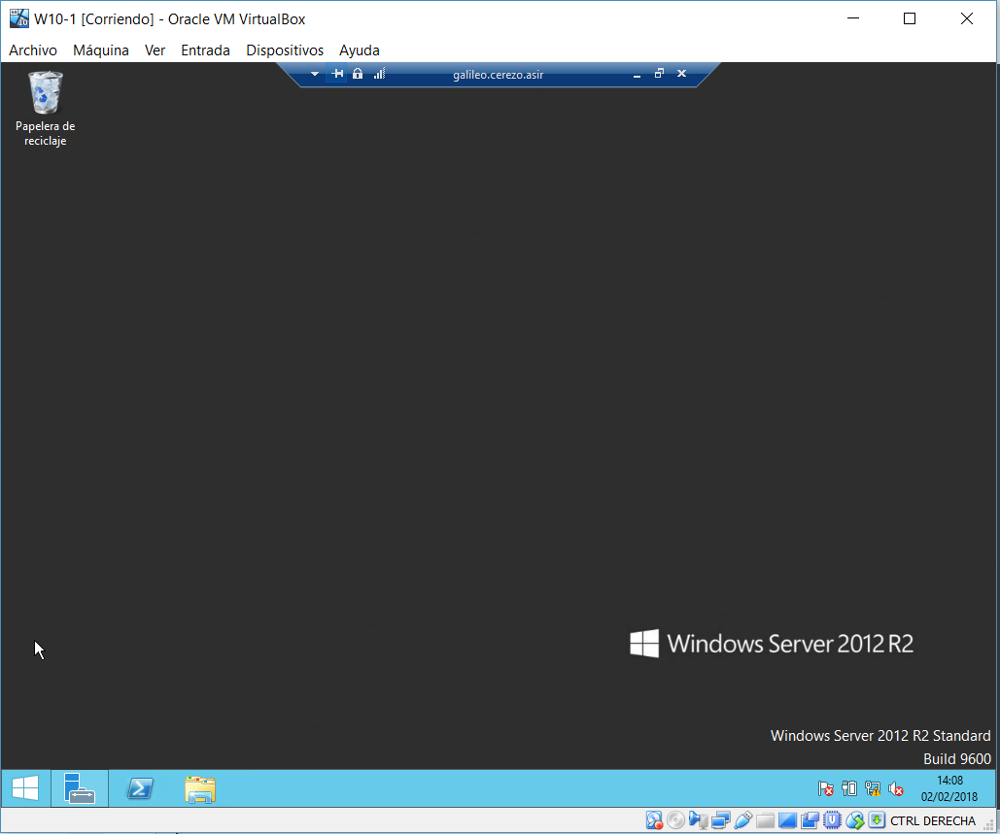 W10-1 [Corriendo] - Oracle VM VirtualBox
Archivo Máquina Ver Entrada Dispositivos Ayuda
galileo.cerezo.asir
Papelera de
reciclaje
Windows Server 2012 R2
Windows Server 2012 R2 Standard
Build 9600
14:08
02/02/2018
CTRL DERECHA